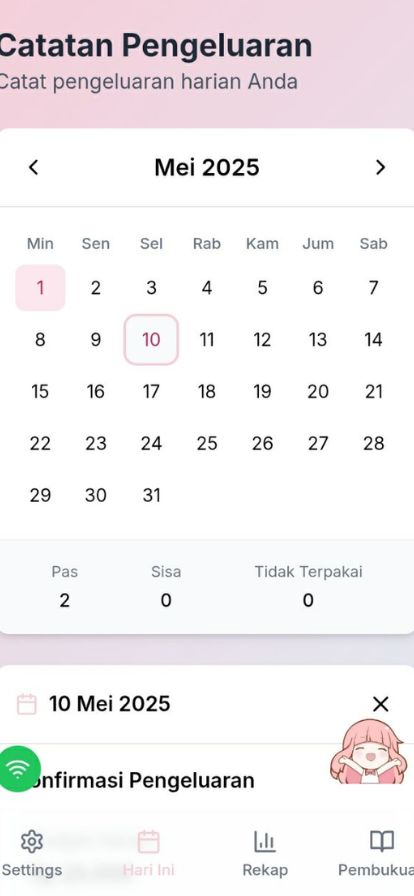 Catatan Pengeluaran
Catat pengeluaran harian Anda
Mei 2025
Min Sen Sel Rab Kam Jum Sab
1 2 3 4 5 6 7
8 9 10 11 12 13 14
15 16 17 18 19 20 21
22 23 24 25 26 27 28
29 30 31
Pas Sisa Tidak Terpakai
2 0 0
10 Mei 2025
onfirmasi Pengeluaran
Settings Hari Ini Rekap Pembukua